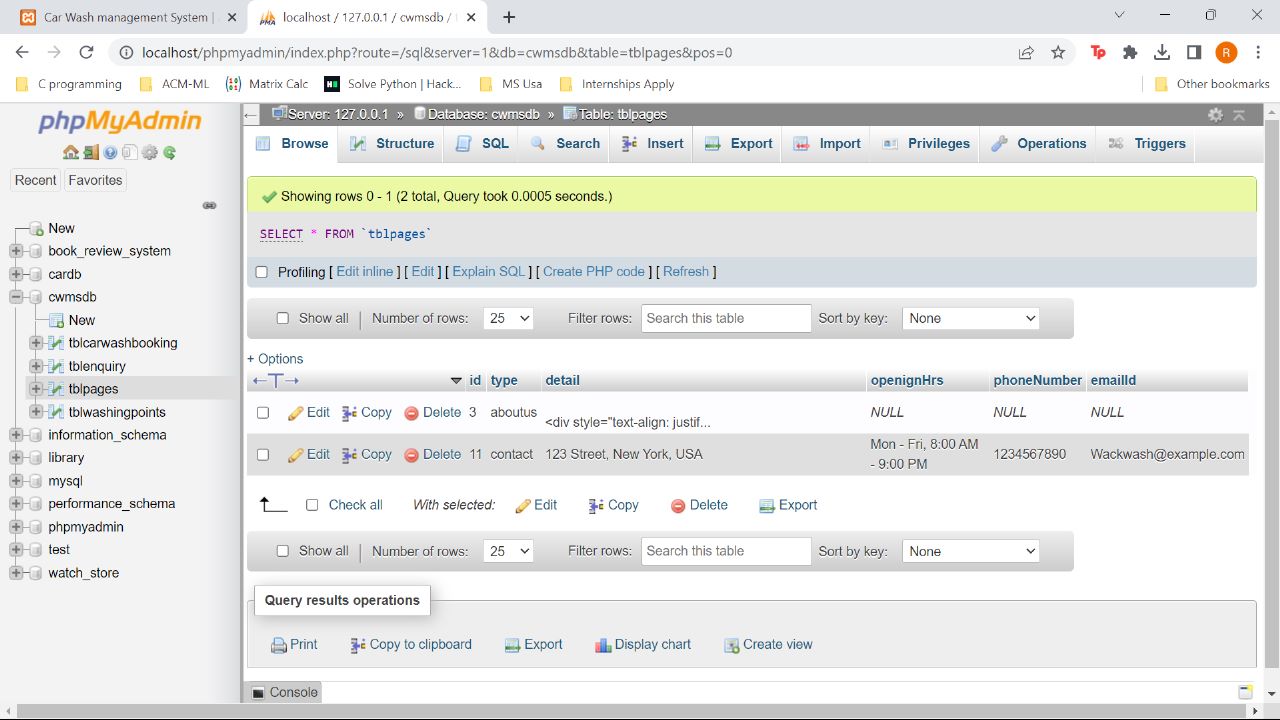 Car Wash management System |
localhost / 127.0.0.1 / cwmsdb /
localhost/phpmyadmin/index.php?route=/sql&server=1&db=cwmsdb&table=tblpages&pos=0
Tp
R
C programming
ACM-ML
Matrix Calc
Solve Python | Hack...
MS Usa
Internships Apply
Other bookmarks
phpMyAdmin
Recent
Favorites
New
book_review_system
cardb
cwmsdb
New
tblcarwashbooking
tblenquiry
tblpages
tblwashingpoints
information_schema
library
mysql
performance_schema
phpmyadmin
test
watch_store
Server: 127.0.0.1 » Database: cwmsdb » Table: tblpages
Browse
Structure
SQL
Search
Insert
Export
Import
Privileges
Operations
Triggers
Showing rows 0 - 1 (2 total, Query took 0.0005 seconds.)
SELECT * FROM `tblpages`
Profiling [ Edit inline ] [ Edit ] [ Explain SQL ] [ Create PHP code ] [ Refresh ]
Show all | Number of rows: 25 Filter rows: Search this table Sort by key: None
+ Options
←T→ id type detail openignHrs phoneNumber emailId
Edit Copy Delete 3 aboutus <div style="text-align: justif... NULL NULL NULL
Edit Copy Delete 11 contact 123 Street, New York, USA Mon - Fri, 8:00 AM - 9:00 PM 1234567890 Wackwash@example.com
Check all With selected: Edit Copy Delete Export
Show all | Number of rows: 25 Filter rows: Search this table Sort by key: None
Query results operations
Print Copy to clipboard Export Display chart Create view
Console